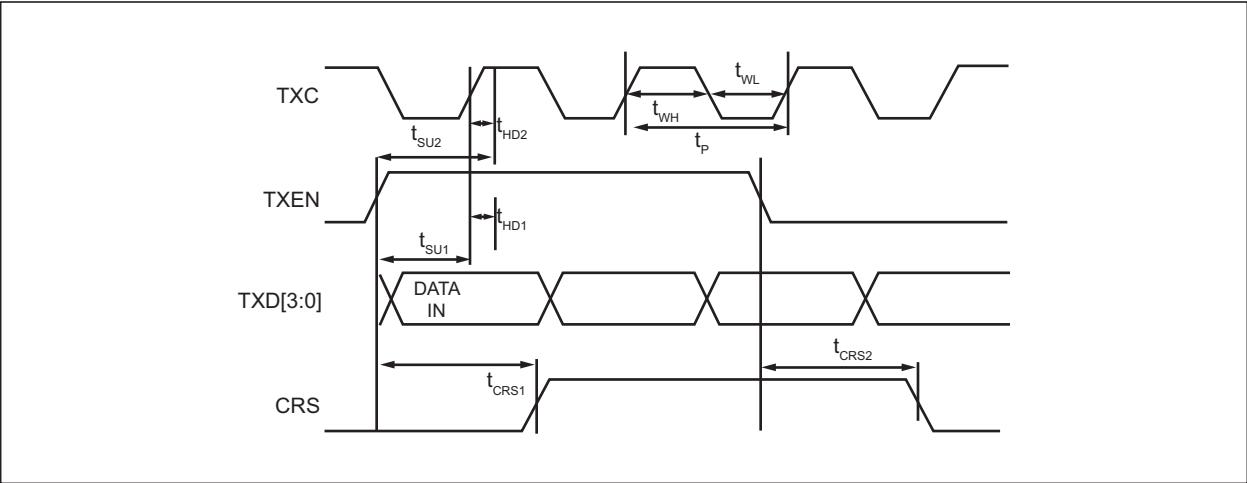 TXC
t_WL
t_WH
t_HD2
t_SU2
t_P
TXEN
t_HD1
t_SU1
TXD[3:0]
DATA
IN
t_CRS2
t_CRS1
CRS